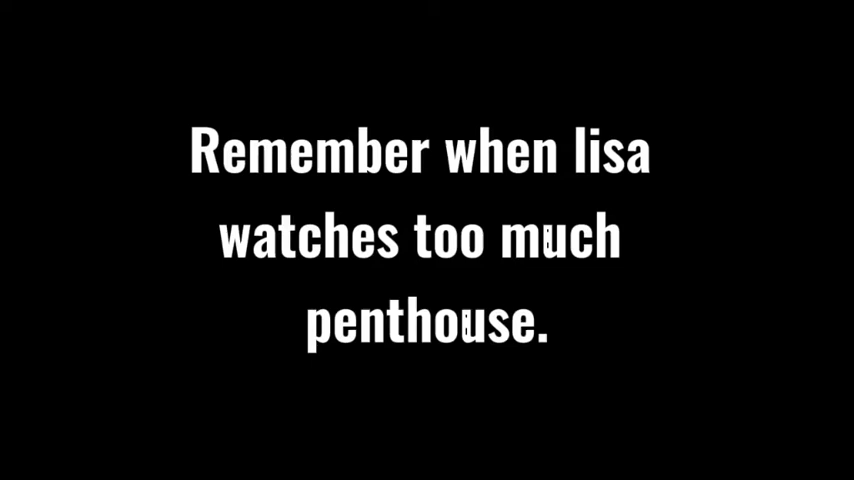 Remember when lisa
watches too much
penthouse.